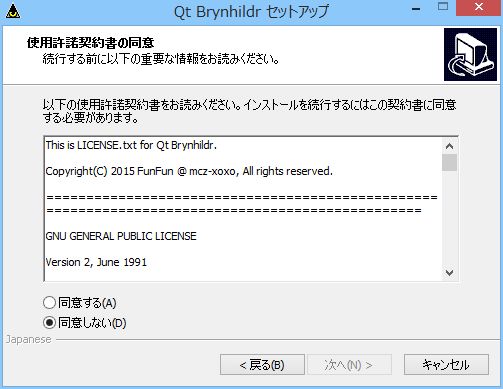 Qt Brynhildr セットアップ
使用許諾契約書の同意
続行する前に以下の重要な情報をお読みください。
以下の使用許諾契約書をお読みください。インストールを続行するにはこの契約書に同意
する必要があります。
This is LICENSE.txt for Qt Brynhildr.
Copyright(C) 2015 FunFun @ mcz-xoxo, All rights reserved.
====================================================
==================================================
GNU GENERAL PUBLIC LICENSE
Version 2, June 1991
同意する(A)
同意しない(D)
Japanese
< 戻る(B)
次へ(N) >
キャンセル